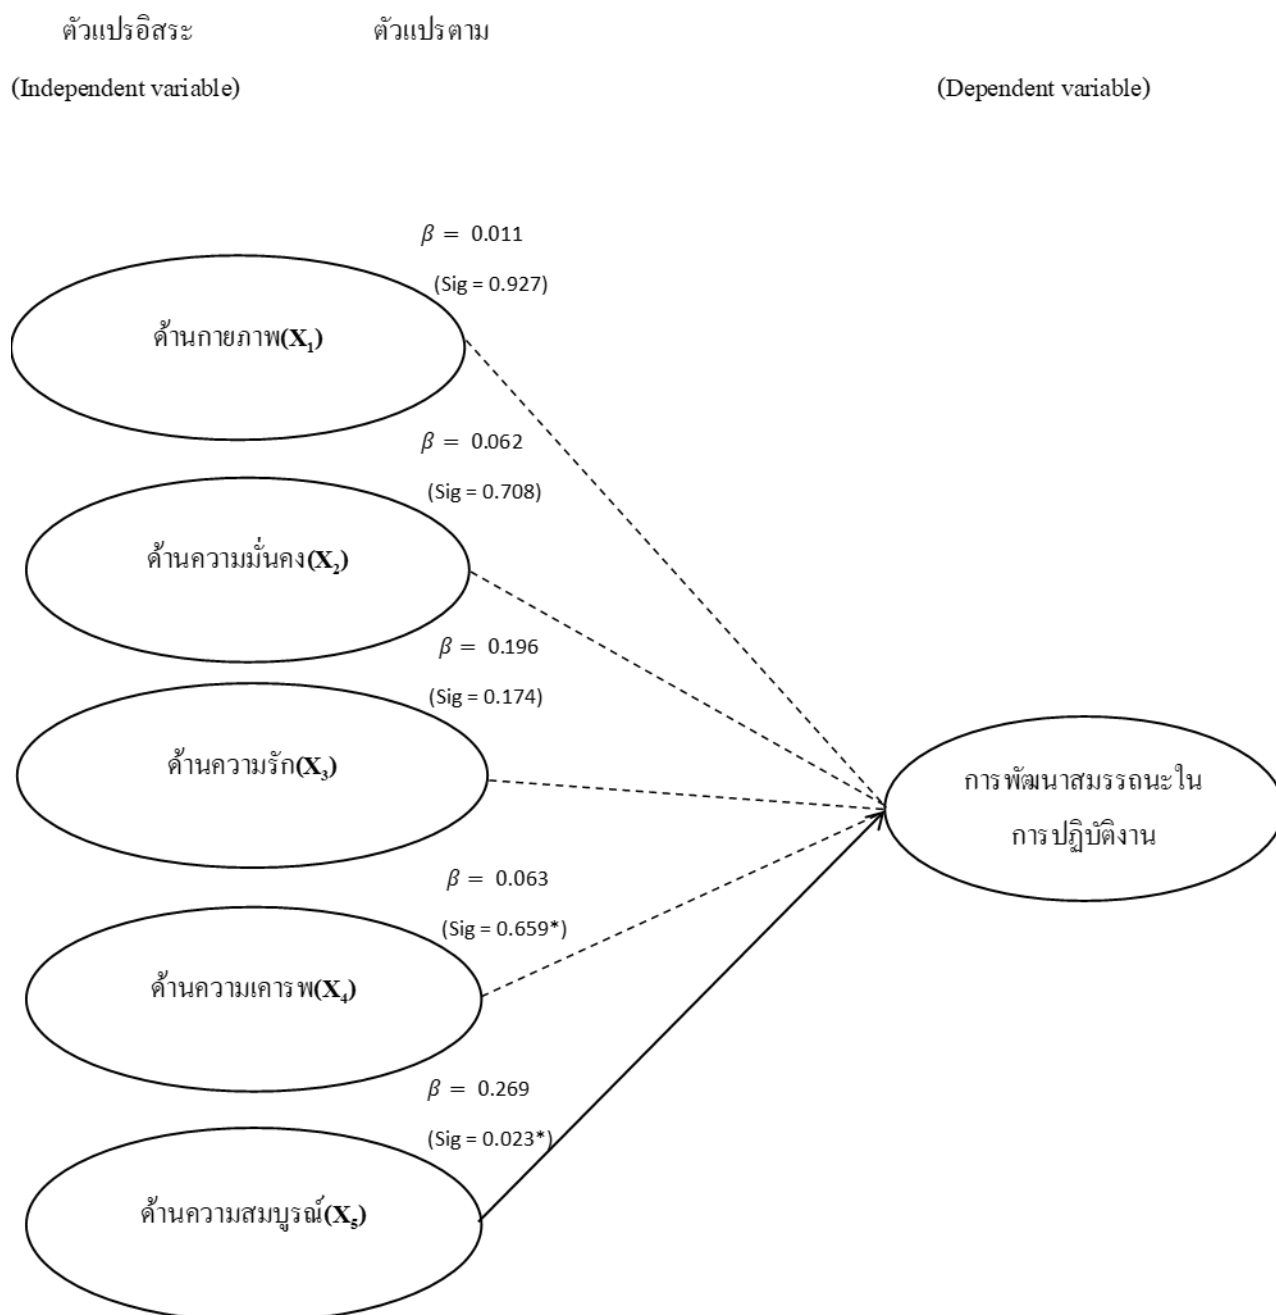 ตัวแปรอิสระ ตัวแปรตาม
(Independent variable) (Dependent variable)
β = 0.011
(Sig = 0.927)
ด้านกายภาพ(X₁)
β = 0.062
(Sig = 0.708)
ด้านความมั่นคง(X₂)
β = 0.196
(Sig = 0.174)
ด้านความรัก(X₃)
การพัฒนาสมรรถนะใน
การปฏิบัติงาน
β = 0.063
(Sig = 0.659*)
ด้านความเคารพ(X₄)
β = 0.269
(Sig = 0.023*)
ด้านความสมบูรณ์(X₅)